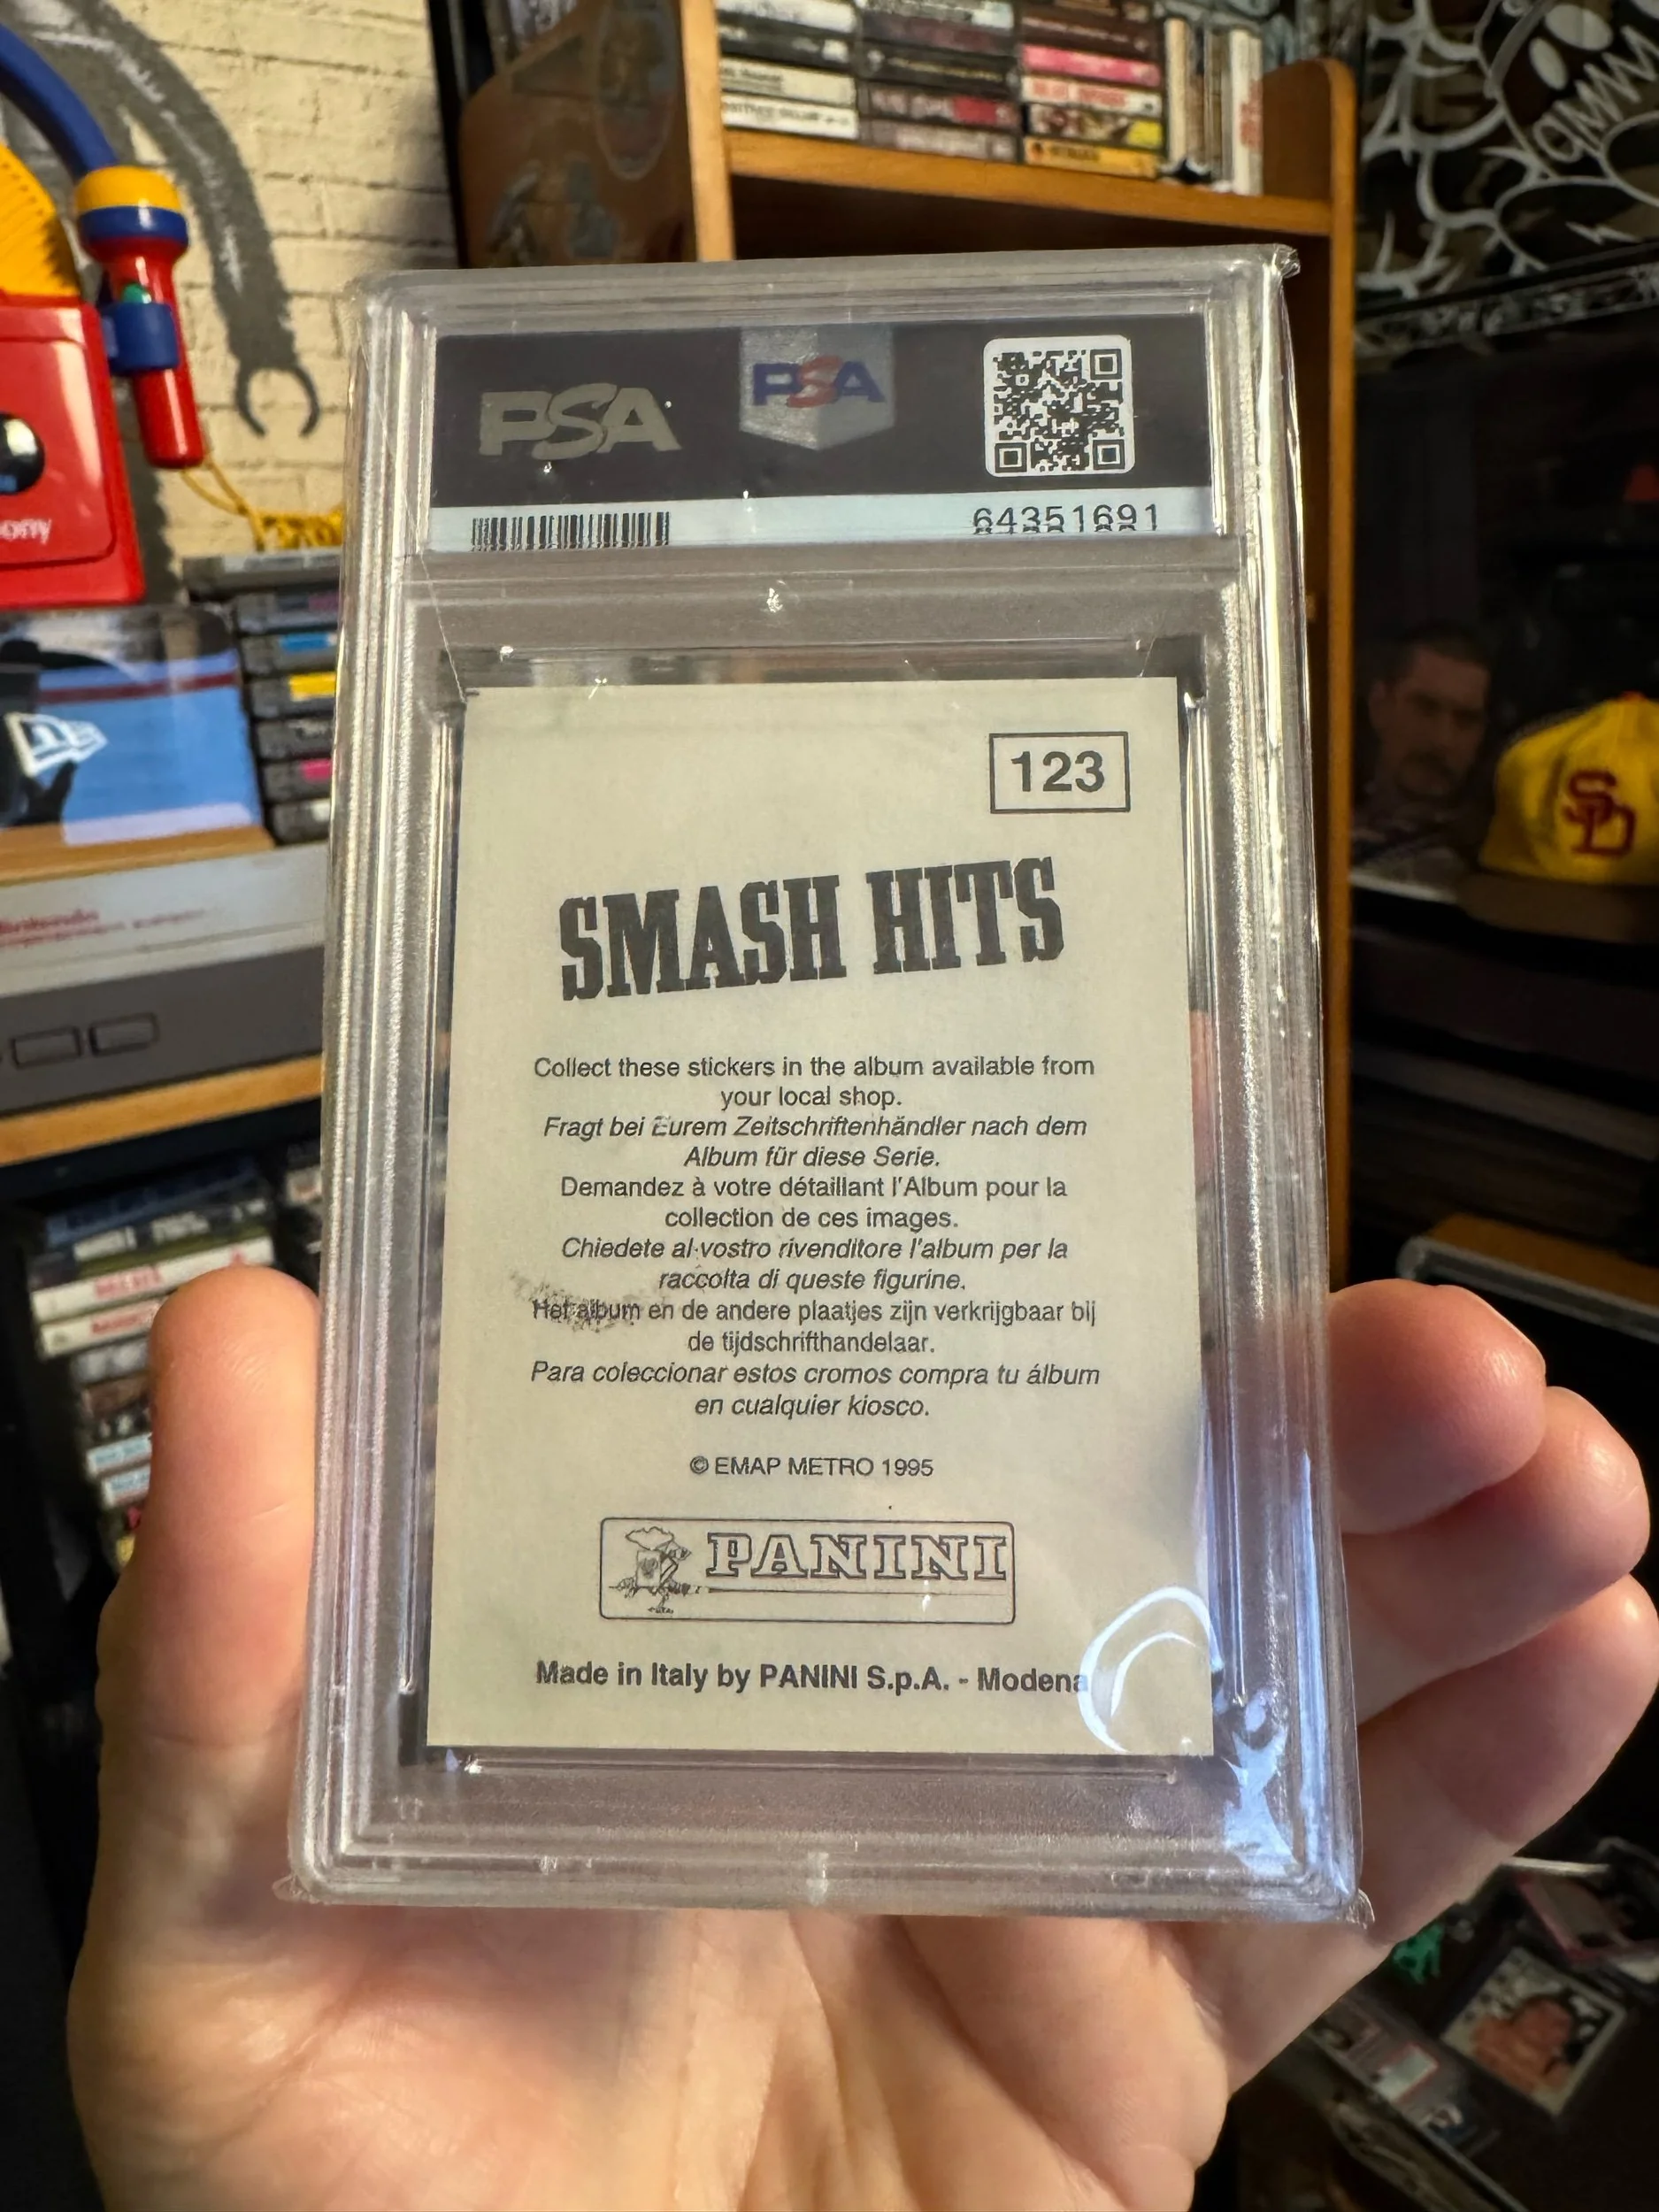 PSA
PSA
64351691
123
SMASH HITS
Collect these stickers in the album available from
your local shop.
Fragt bei Eurem Zeitschriftenhändler nach dem
Album für diese Serie.
Demandez à votre détaillant l'Album pour la
collection de ces images.
Chiedete al vostro rivenditore l'album per la
raccolta di queste figurine.
Het album en de andere plaatjes zijn verkrijgbaar bij
de tijdschrifthandelaar.
Para coleccionar estos cromos compra tu álbum
en cualquier kiosco.
© EMAP METRO 1995
PANINI
Made in Italy by PANINI S.p.A. - Modena
Nintendo
SD